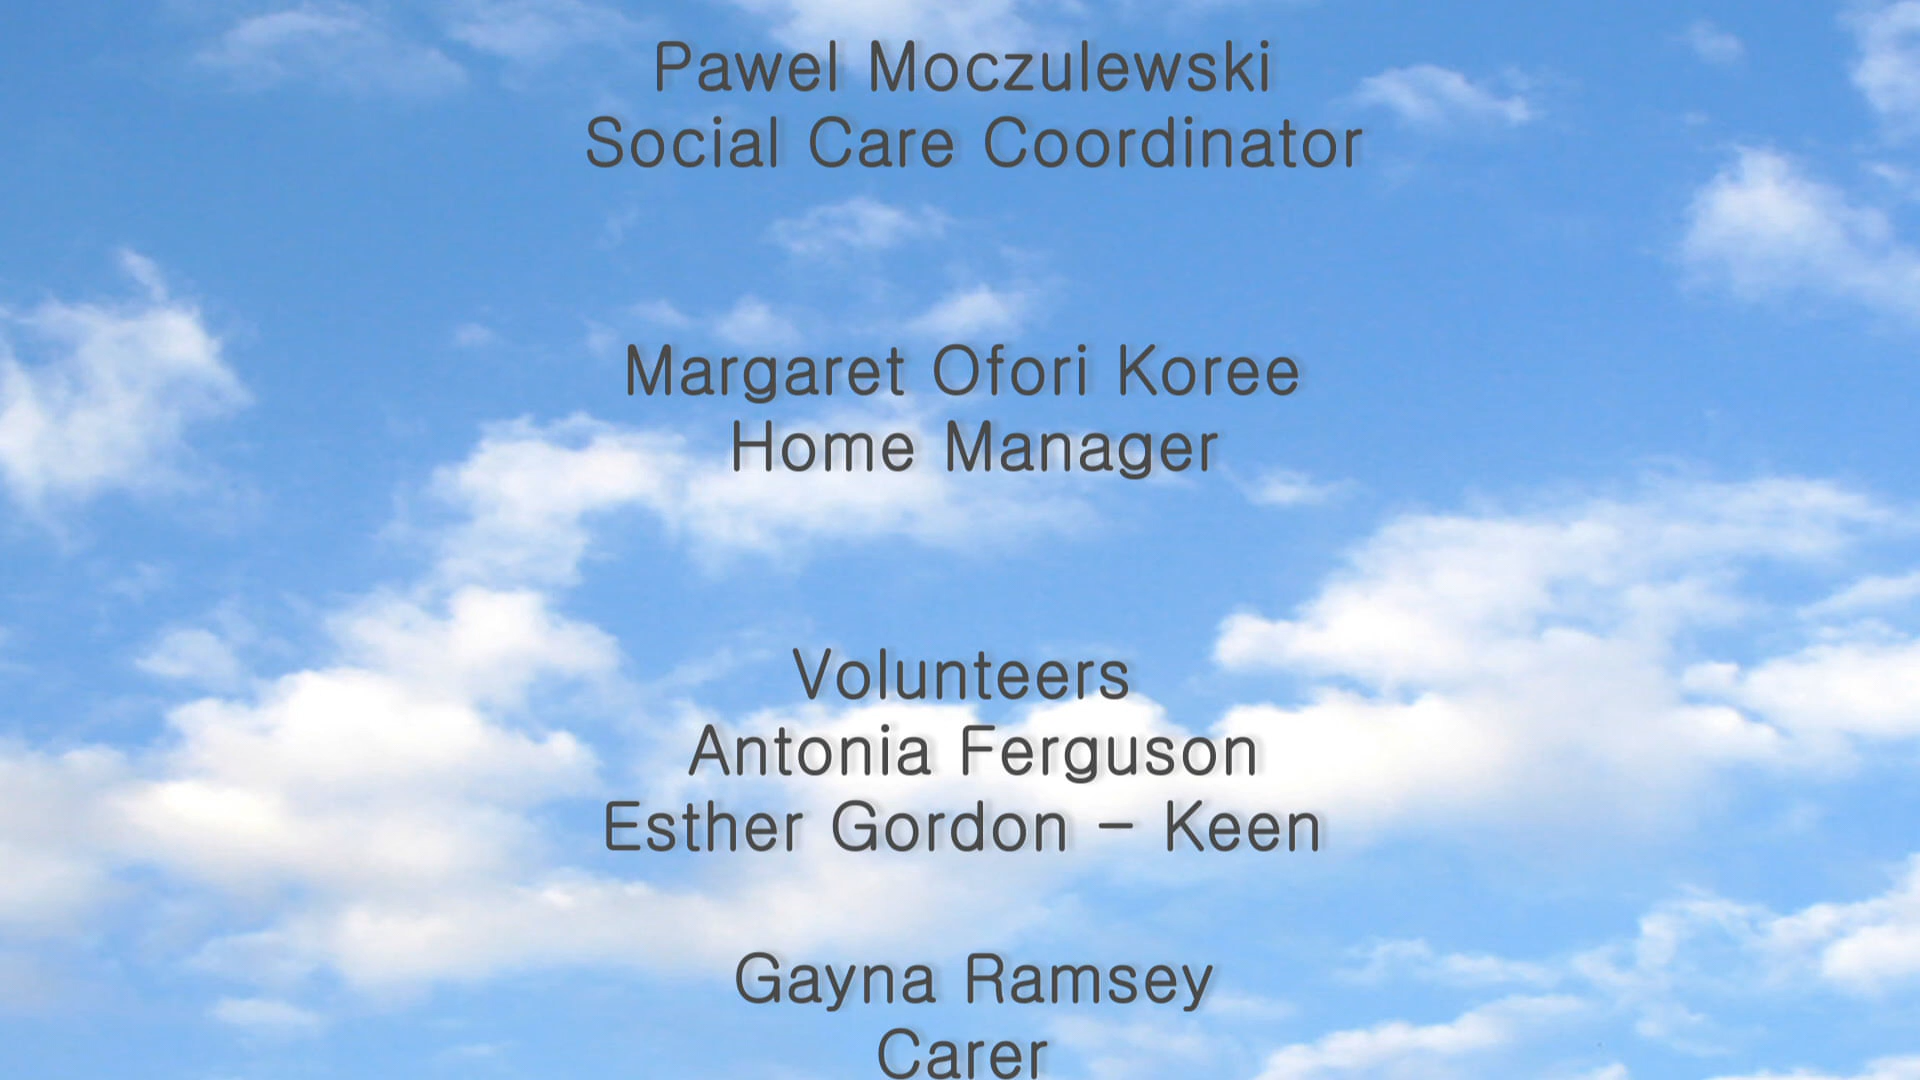 Pawel Moczulewski
Social Care Coordinator
Margaret Ofori Koree
Home Manager
Volunteers
Antonia Ferguson
Esther Gordon - Keen
Gayna Ramsey
Carer